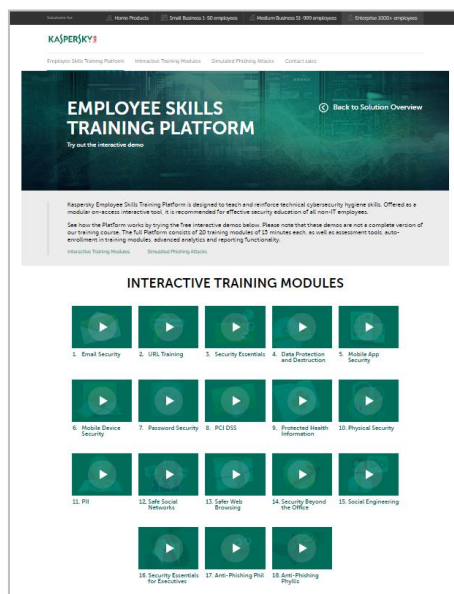 Solutions for:
Home Products
Small Business 1-50 employees
Medium Business 51-999 employees
Enterprise 1000+ employees
KASPERSKY
Employee Skills Training Platform
Interactive Training Modules
Simulated Phishing Attacks
Contact sales
EMPLOYEE SKILLS
TRAINING PLATFORM
Back to Solution Overview
Try out the interactive demo
Kaspersky Employee Skills Training Platform is designed to teach and reinforce technical cybersecurity hygiene skills. Offered as a
modular on-access interactive tool, it is recommended for effective security education of all non-IT
employees.
See how the Platform works by trying the free interactive demos below. Please note that these demos are not a complete version of
our training course. The full Platform consists of 20 training modules of 15 minutes each, as well as assessment tools, auto-
enrollment in training modules, advanced analytics and reporting functionality.
Interactive Training Modules
Simulated Phishing Attacks
INTERACTIVE TRAINING MODULES
1. Email Security
2. URL Training
3. Security Essentials
4. Data Protection
and Destruction
5. Mobile App
Security
6. Mobile Device
Security
7. Password Security
8. PCI DSS
9. Protected Health
Information
10. Physical Security
11. PII
12. Safe Social
Networks
13. Safer Web
Browsing
14. Security Beyond
the Office
15. Social Engineering
16. Security Essentials
for Executives
17. Anti-Phishing Phil
18. Anti-Phishing
Phyllis